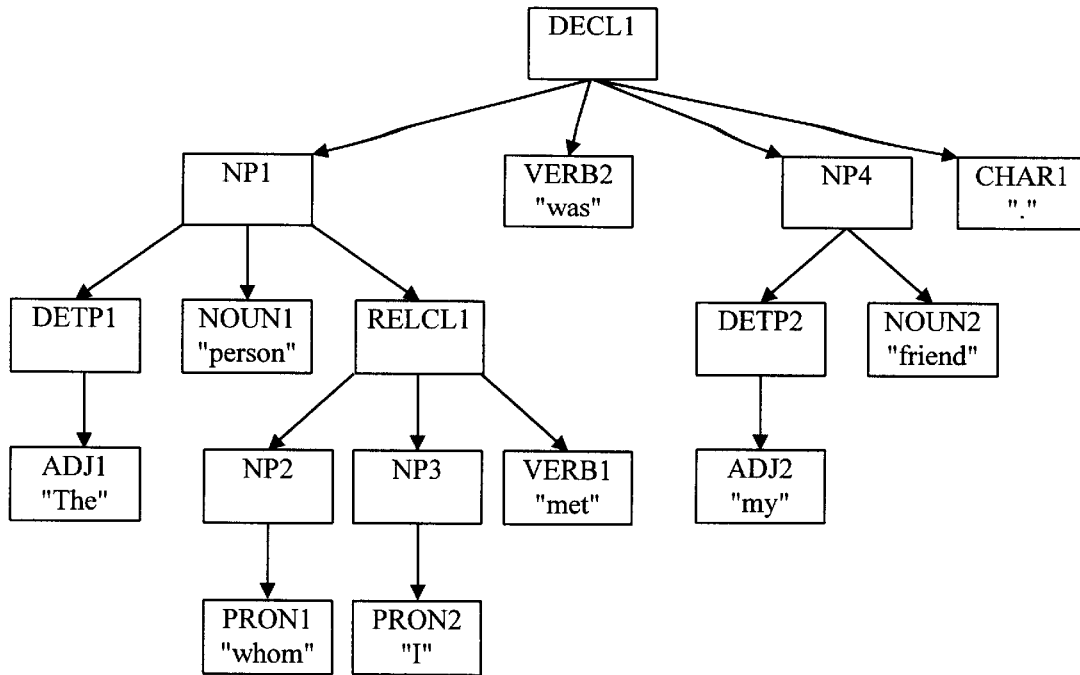 DECL1
NP1
VERB2
"was"
NP4
CHAR1
"."
DETP1
NOUN1
"person"
RELCL1
DETP2
NOUN2
"friend"
ADJ1
"The"
NP2
NP3
VERB1
"met"
ADJ2
"my"
PRON1
"whom"
PRON2
"I"